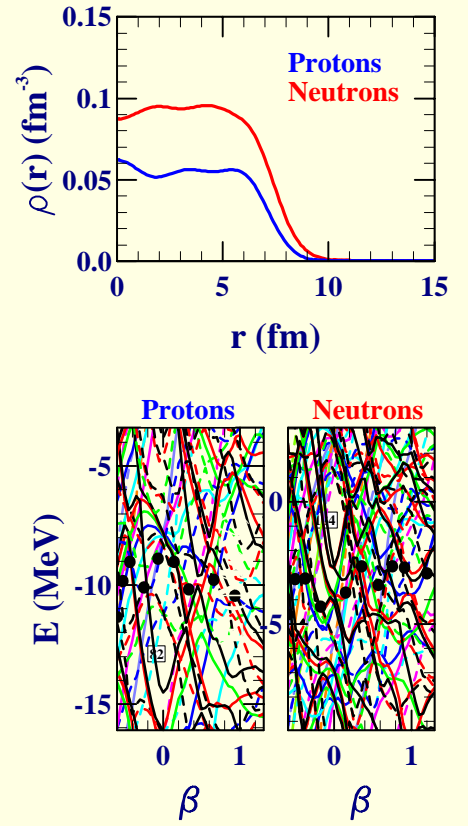 ρ(r) (fm⁻³)
0.15
0.1
0.05
0.0
Protons
Neutrons
0 5 10 15
r (fm)
Protons Neutrons
E (MeV)
-5
-10
-15
82
0
-5
0 1 0 1
β β